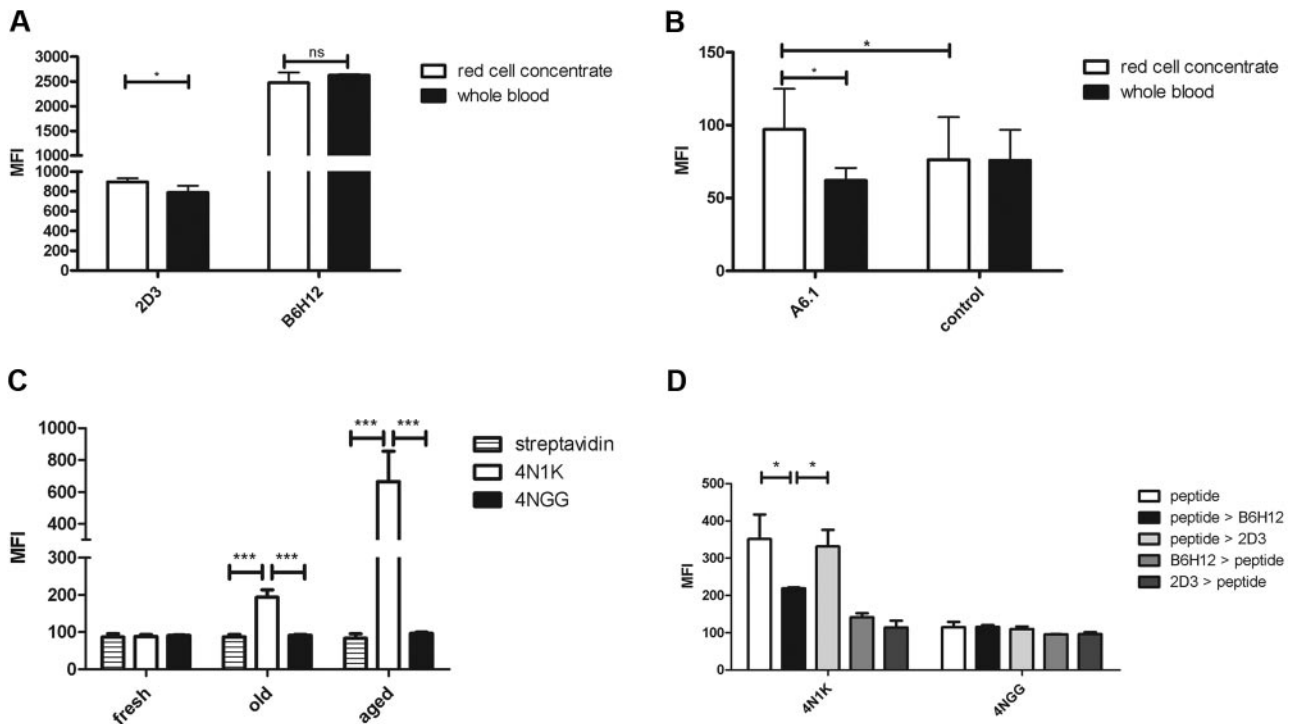 A
MFI
3000
2500
2000
1500
1000
1000
800
600
400
200
0
*
ns
2D3
B6H12
red cell concentrate
whole blood
B
MFI
150
100
50
0
*
*
A6.1
control
red cell concentrate
whole blood
C
MFI
1000
800
600
400
300
200
100
0
*** ***
*** ***
fresh
old
aged
streptavidin
4N1K
4NGG
D
MFI
500
400
300
200
100
0
* *
4N1K
4NGG
peptide
peptide > B6H12
peptide > 2D3
B6H12 > peptide
2D3 > peptide